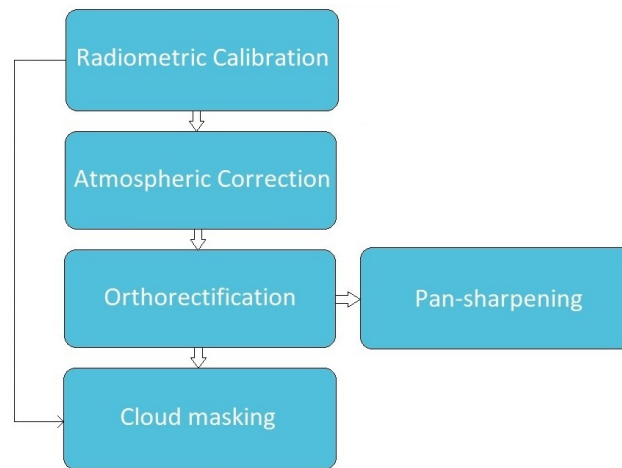 Radiometric Calibration
Atmospheric Correction
Orthorectification
Pan-sharpening
Cloud masking